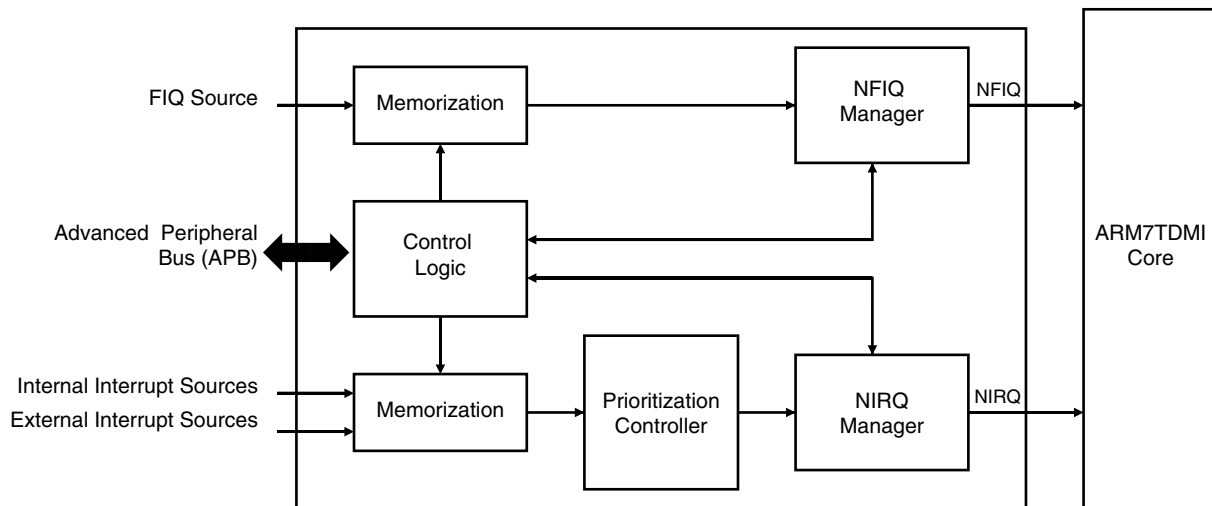 FIQ Source
Memorization
NFIQ
Manager
NFIQ
Advanced Peripheral
Bus (APB)
Control
Logic
ARM7TDMI
Core
Internal Interrupt Sources
External Interrupt Sources
Memorization
Prioritization
Controller
NIRQ
Manager
NIRQ